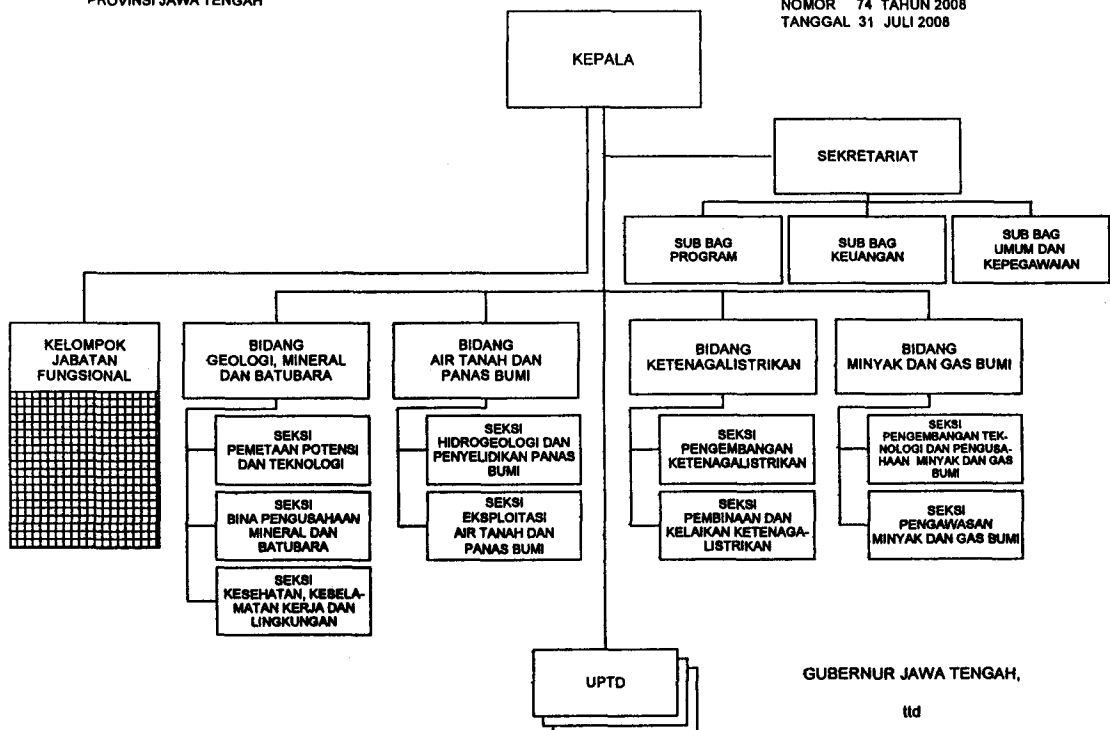 PROVINSI JAWA TENGAH
NOMOR 74 TAHUN 2008
TANGGAL 31 JULI 2008
KEPALA
SEKRETARIAT
SUB BAG
PROGRAM
SUB BAG
KEUANGAN
SUB BAG
UMUM DAN
KEPEGAWAIAN
KELOMPOK
JABATAN
FUNGSIONAL
BIDANG
GEOLOGI, MINERAL
DAN BATUBARA
BIDANG
AIR TANAH DAN
PANAS BUMI
BIDANG
KETENAGALISTRIKAN
BIDANG
MINYAK DAN GAS BUMI
SEKSI
PEMETAAN POTENSI
DAN TEKNOLOGI
SEKSI
BINA PENGUSAHAAN
MINERAL DAN
BATUBARA
SEKSI
KESEHATAN, KESELA-
MATAN KERJA DAN
LINGKUNGAN
SEKSI
HIDROGEOLOGI DAN
PENYELIDIKAN PANAS
BUMI
SEKSI
EKSPLOITASI
AIR TANAH DAN
PANAS BUMI
SEKSI
PENGEMBANGAN
KETENAGALISTRIKAN
SEKSI
PEMBINAAN DAN
KELAIKAN KETENAGA-
LISTRIKAN
SEKSI
PENGEMBANGAN TEK-
NOLOGI DAN PENGUSA-
HAAN MINYAK DAN GAS
BUMI
SEKSI
PENGAWASAN
MINYAK DAN GAS BUMI
UPTD
GUBERNUR JAWA TENGAH,
ttd